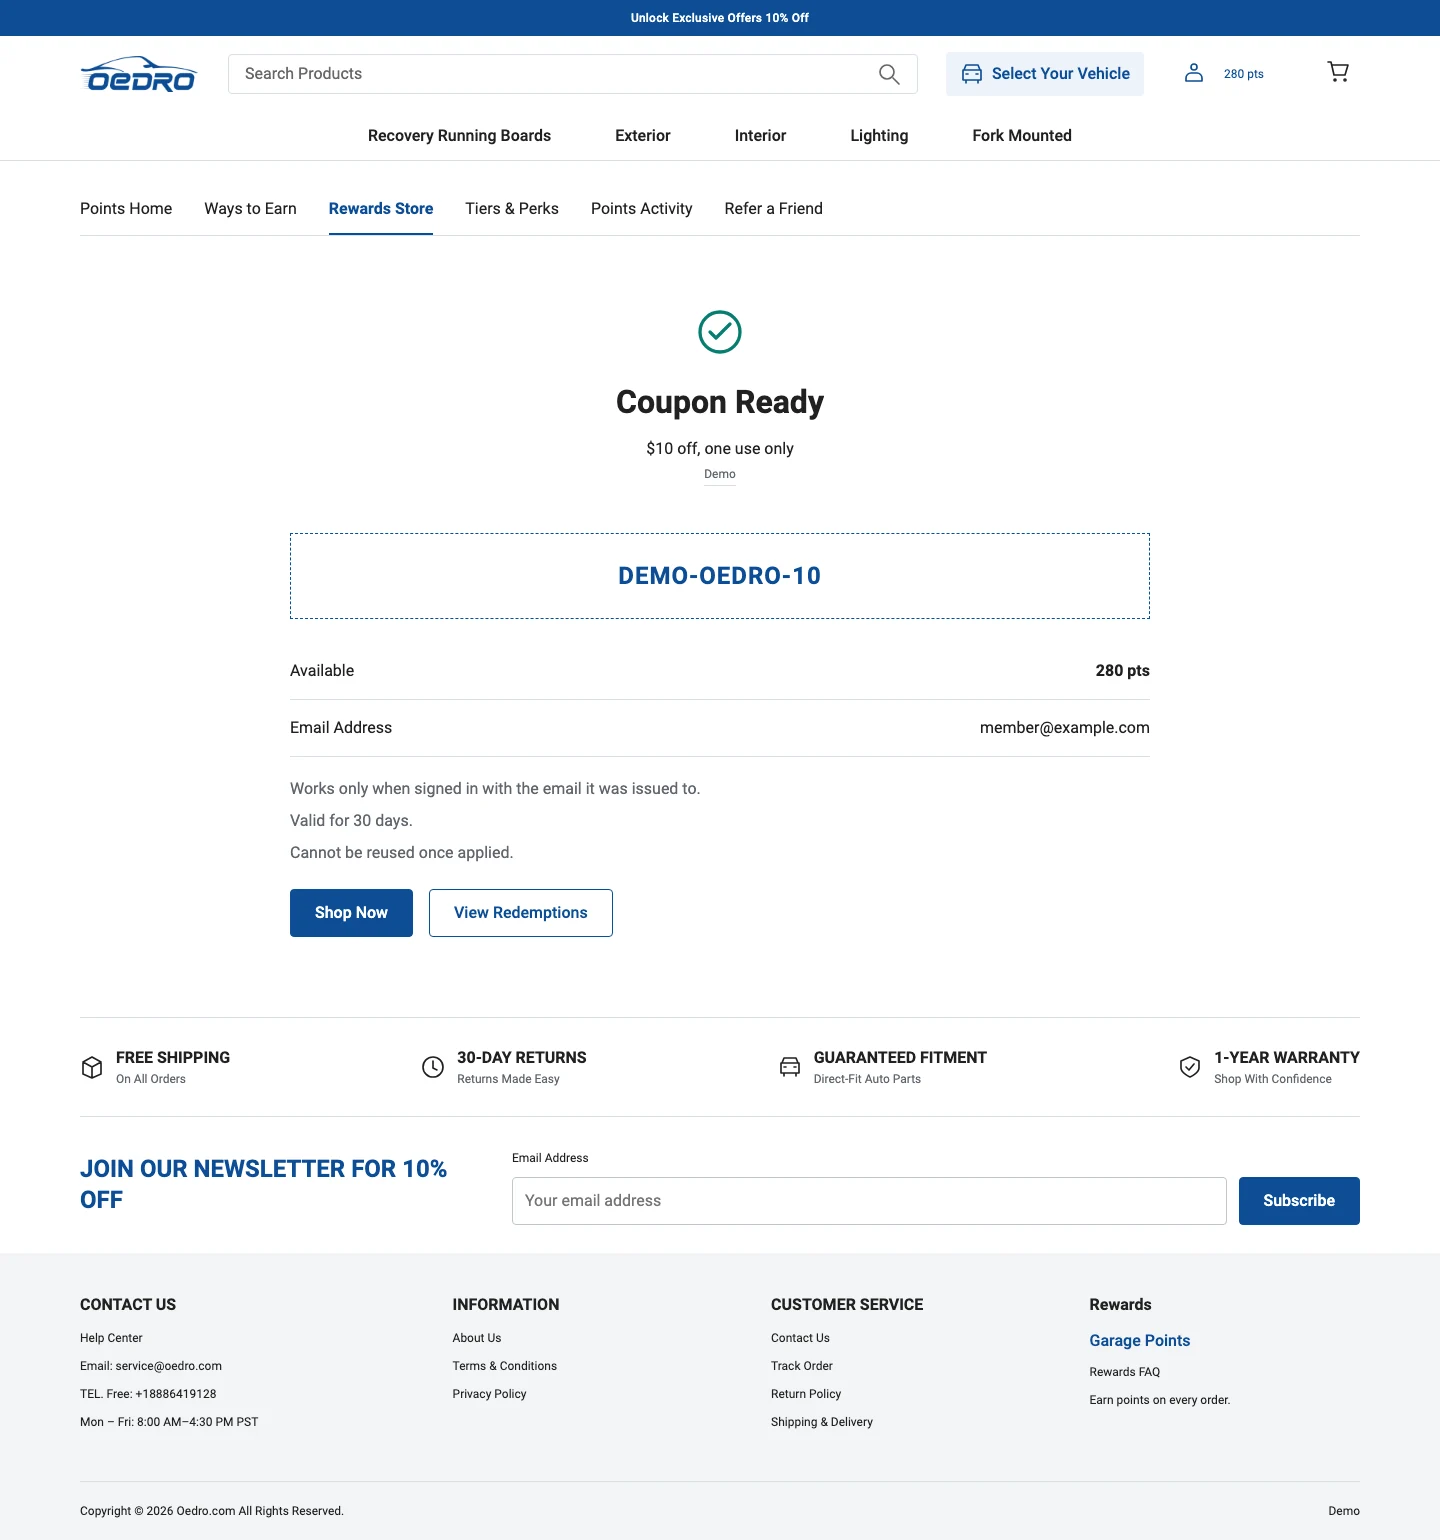 Unlock Exclusive Offers 10% Off
OEDRO
Search Products
Select Your Vehicle
280 pts
Recovery Running Boards
Exterior
Interior
Lighting
Fork Mounted
Points Home
Ways to Earn
Rewards Store
Tiers & Perks
Points Activity
Refer a Friend
Coupon Ready
$10 off, one use only
Demo
DEMO-OEDRO-10
Available
280 pts
Email Address
member@example.com
Works only when signed in with the email it was issued to.
Valid for 30 days.
Cannot be reused once applied.
Shop Now
View Redemptions
FREE SHIPPING
On All Orders
30-DAY RETURNS
Returns Made Easy
GUARANTEED FITMENT
Direct-Fit Auto Parts
1-YEAR WARRANTY
Shop With Confidence
JOIN OUR NEWSLETTER FOR 10%
OFF
Email Address
Your email address
Subscribe
CONTACT US
Help Center
Email: service@oedro.com
TEL. Free: +18886419128
Mon – Fri: 8:00 AM–4:30 PM PST
INFORMATION
About Us
Terms & Conditions
Privacy Policy
CUSTOMER SERVICE
Contact Us
Track Order
Return Policy
Shipping & Delivery
Rewards
Garage Points
Rewards FAQ
Earn points on every order.
Copyright © 2026 Oedro.com All Rights Reserved.
Demo